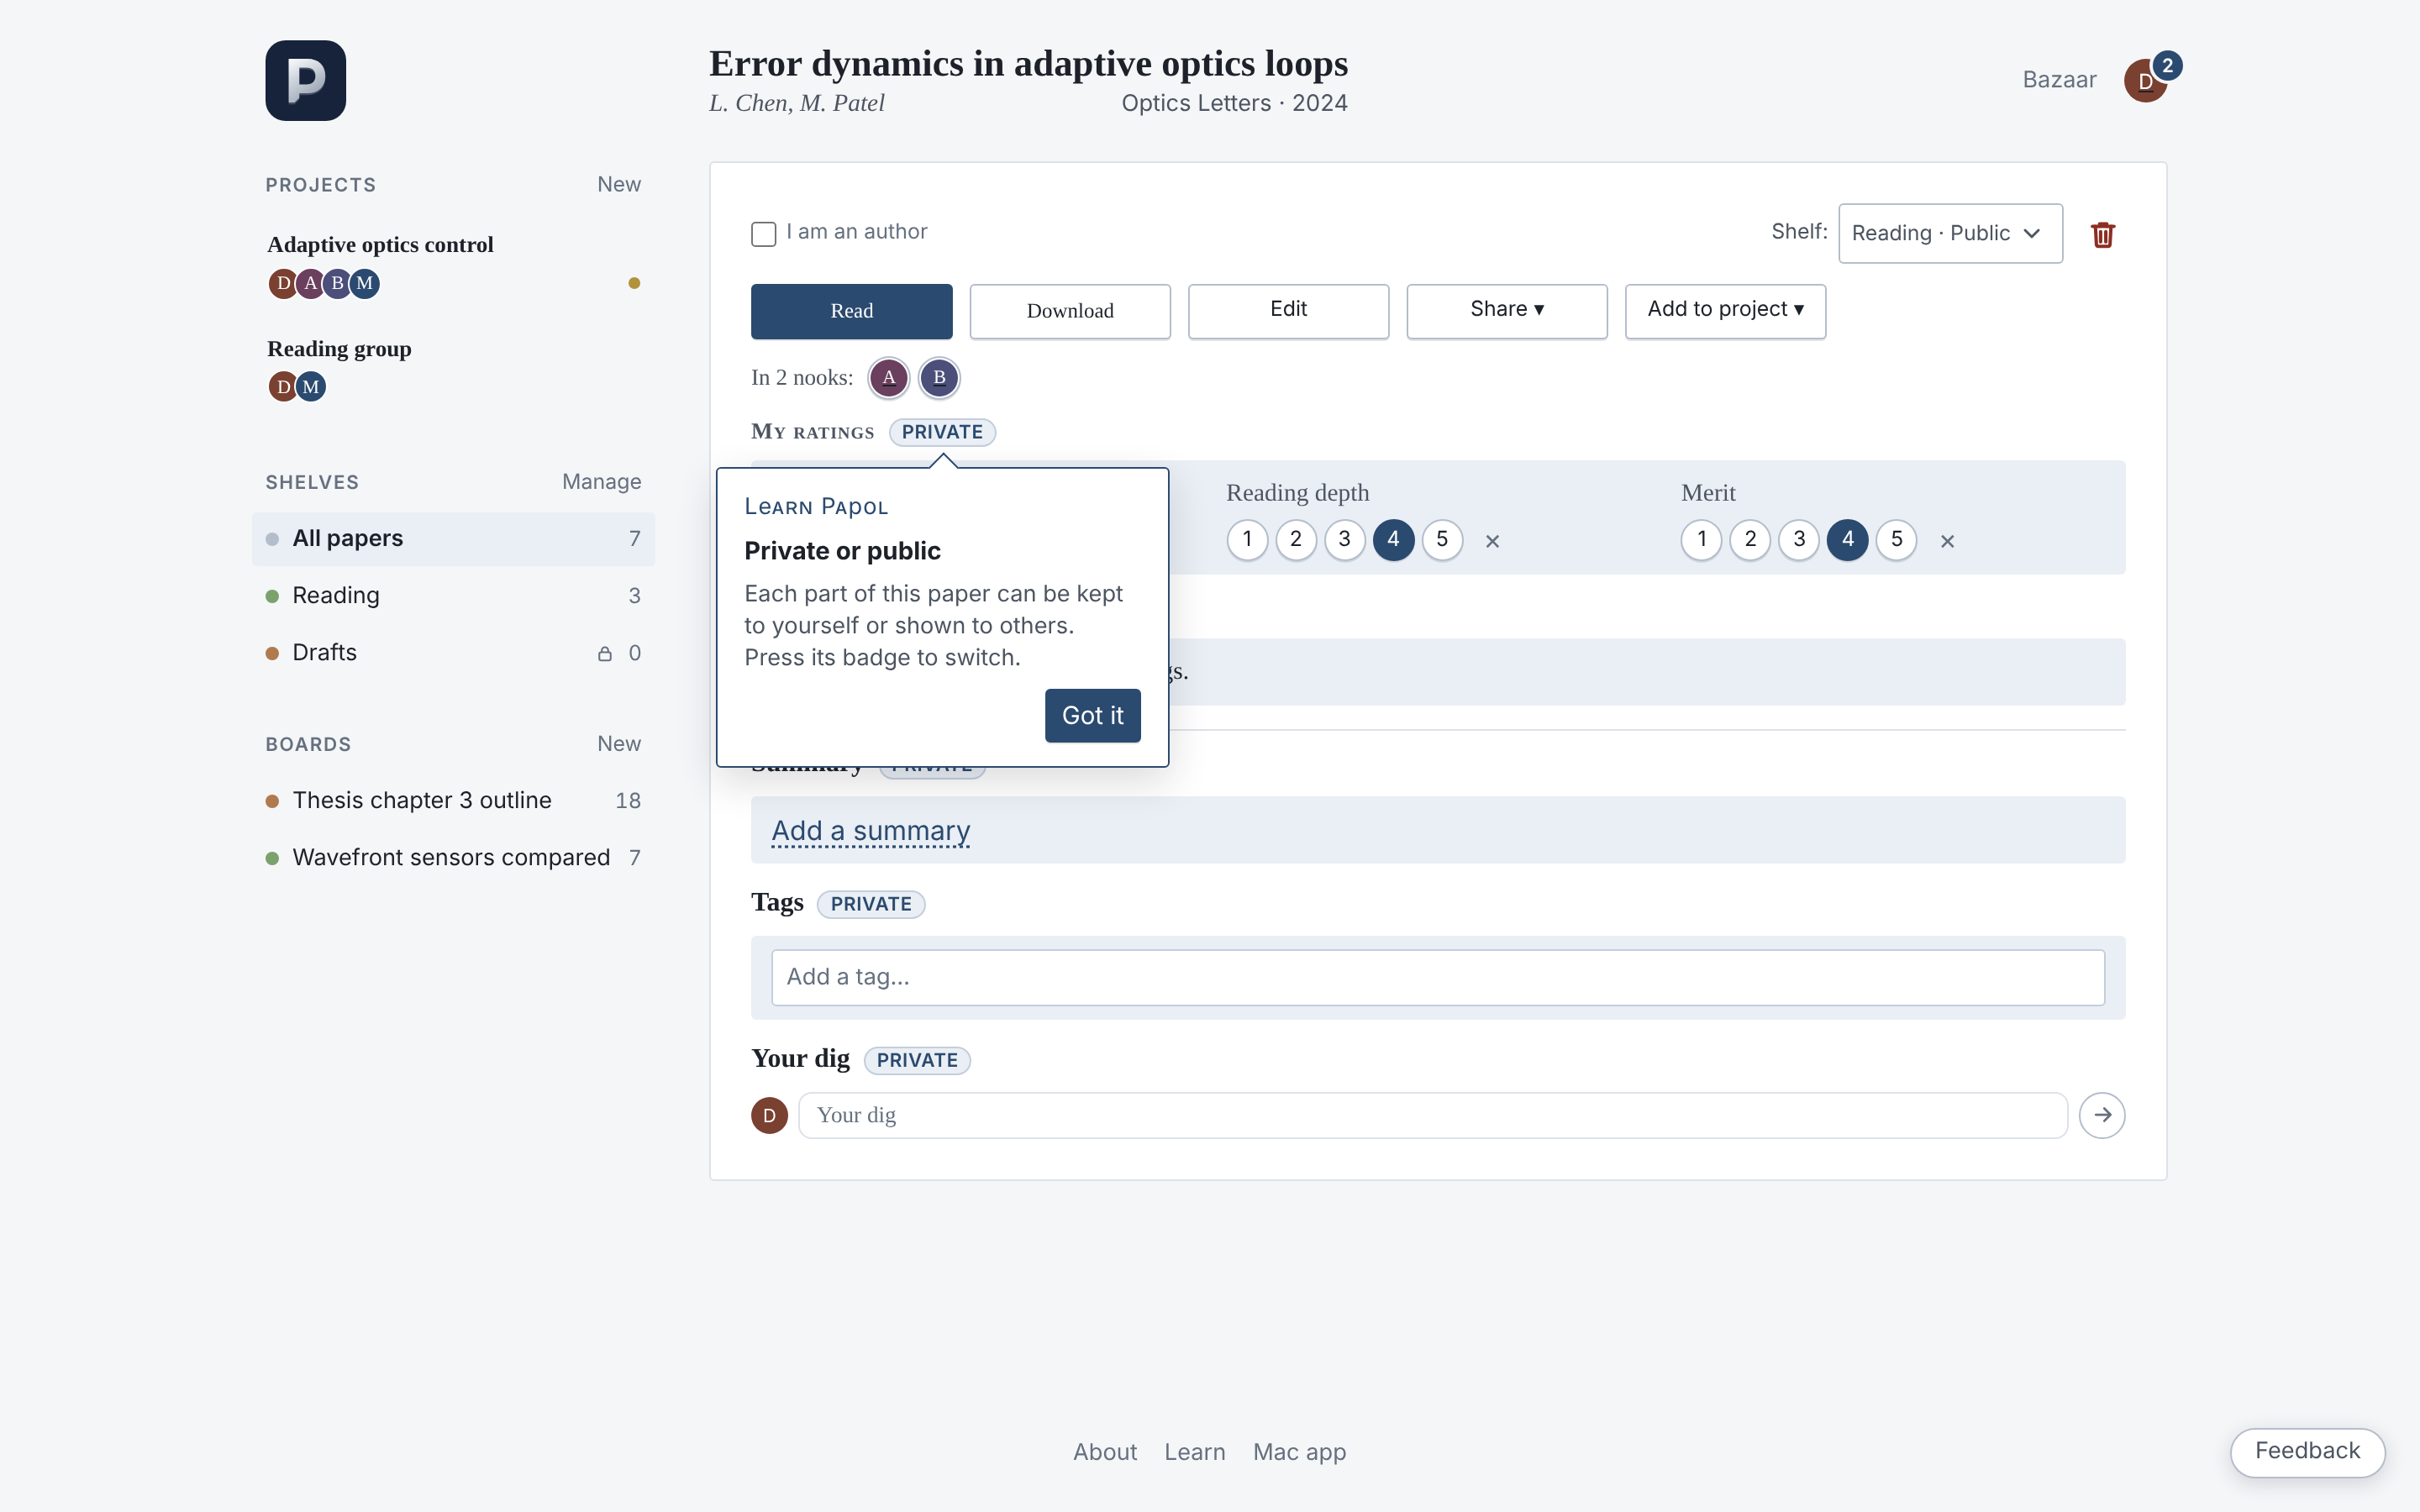 P
Error dynamics in adaptive optics loops
L. Chen, M. Patel
Optics Letters · 2024
Bazaar
D
2
PROJECTS
New
Adaptive optics control
D A B M
Reading group
D M
SHELVES
Manage
All papers 7
Reading 3
Drafts 0
BOARDS
New
Thesis chapter 3 outline 18
Wavefront sensors compared 7
I am an author
Shelf: Reading · Public
Read
Download
Edit
Share ▾
Add to project ▾
In 2 nooks: A B
My ratings PRIVATE
Learn Papol
Private or public
Each part of this paper can be kept
to yourself or shown to others.
Press its badge to switch.
Got it
Reading depth
1 2 3 4 5 ×
Merit
1 2 3 4 5 ×
gs.
Summary PRIVATE
Add a summary
Tags PRIVATE
Add a tag...
Your dig PRIVATE
D
Your dig
About
Learn
Mac app
Feedback